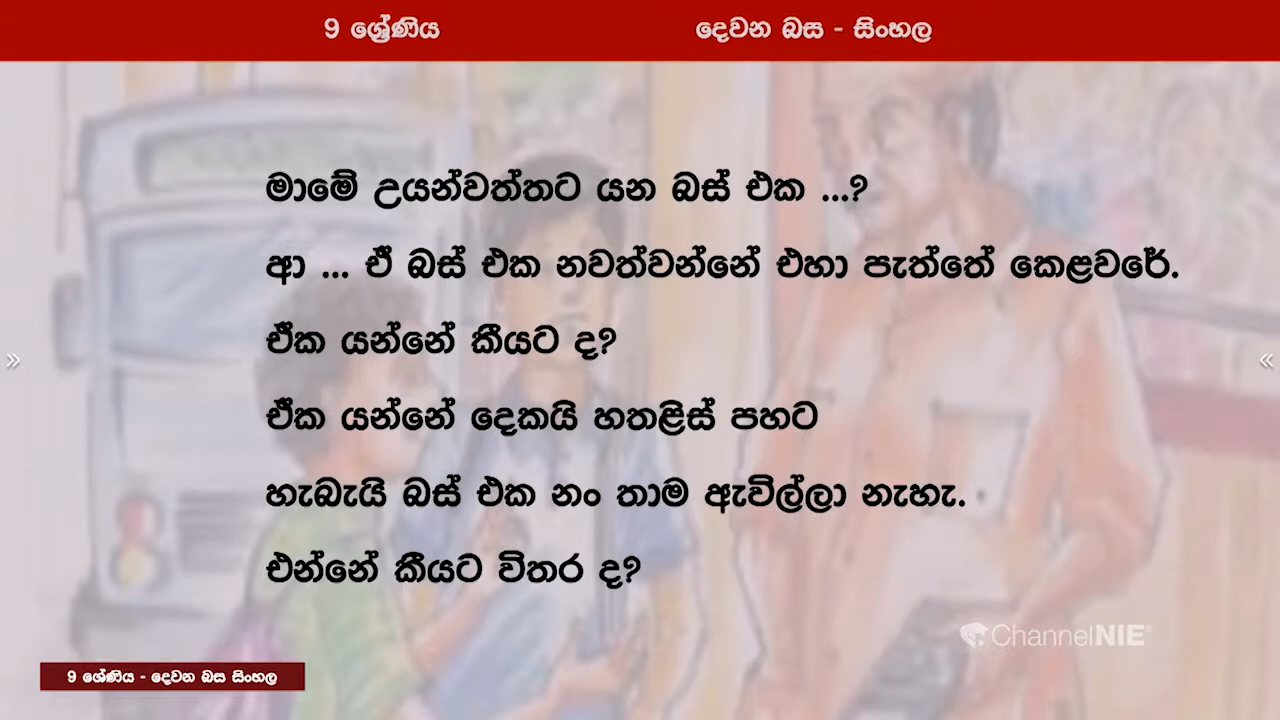 9 ශ්‍රේණිය
දෙවන බස - සිංහල
මාමේ උයන්වත්තට යන බස් එක ...?
ආ ... ඒ බස් එක නවත්වන්නේ එහා පැත්තේ කෙළවරේ.
ඒක යන්නේ කීයට ද?
ඒක යන්නේ දෙකයි හතළිස් පහට
හැබැයි බස් එක නං තාම ඇවිල්ලා නැහැ.
එන්නේ කීයට විතර ද?
ChannelNIE
9 ශේණිය - දෙවන බස සිංහල